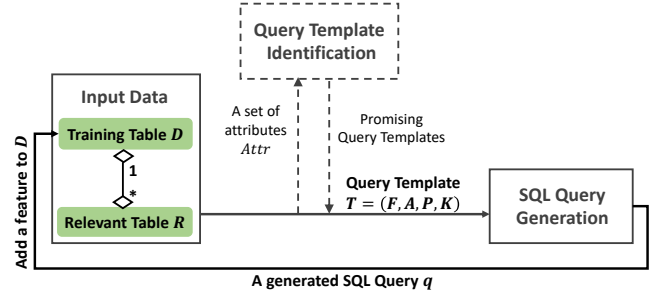 Query Template
Identification
Input Data
Training Table D
1
*
Relevant Table R
Add a feature to D
A set of
attributes
Attr
Promising
Query Templates
Query Template
T = (F, A, P, K)
SQL Query
Generation
A generated SQL Query q